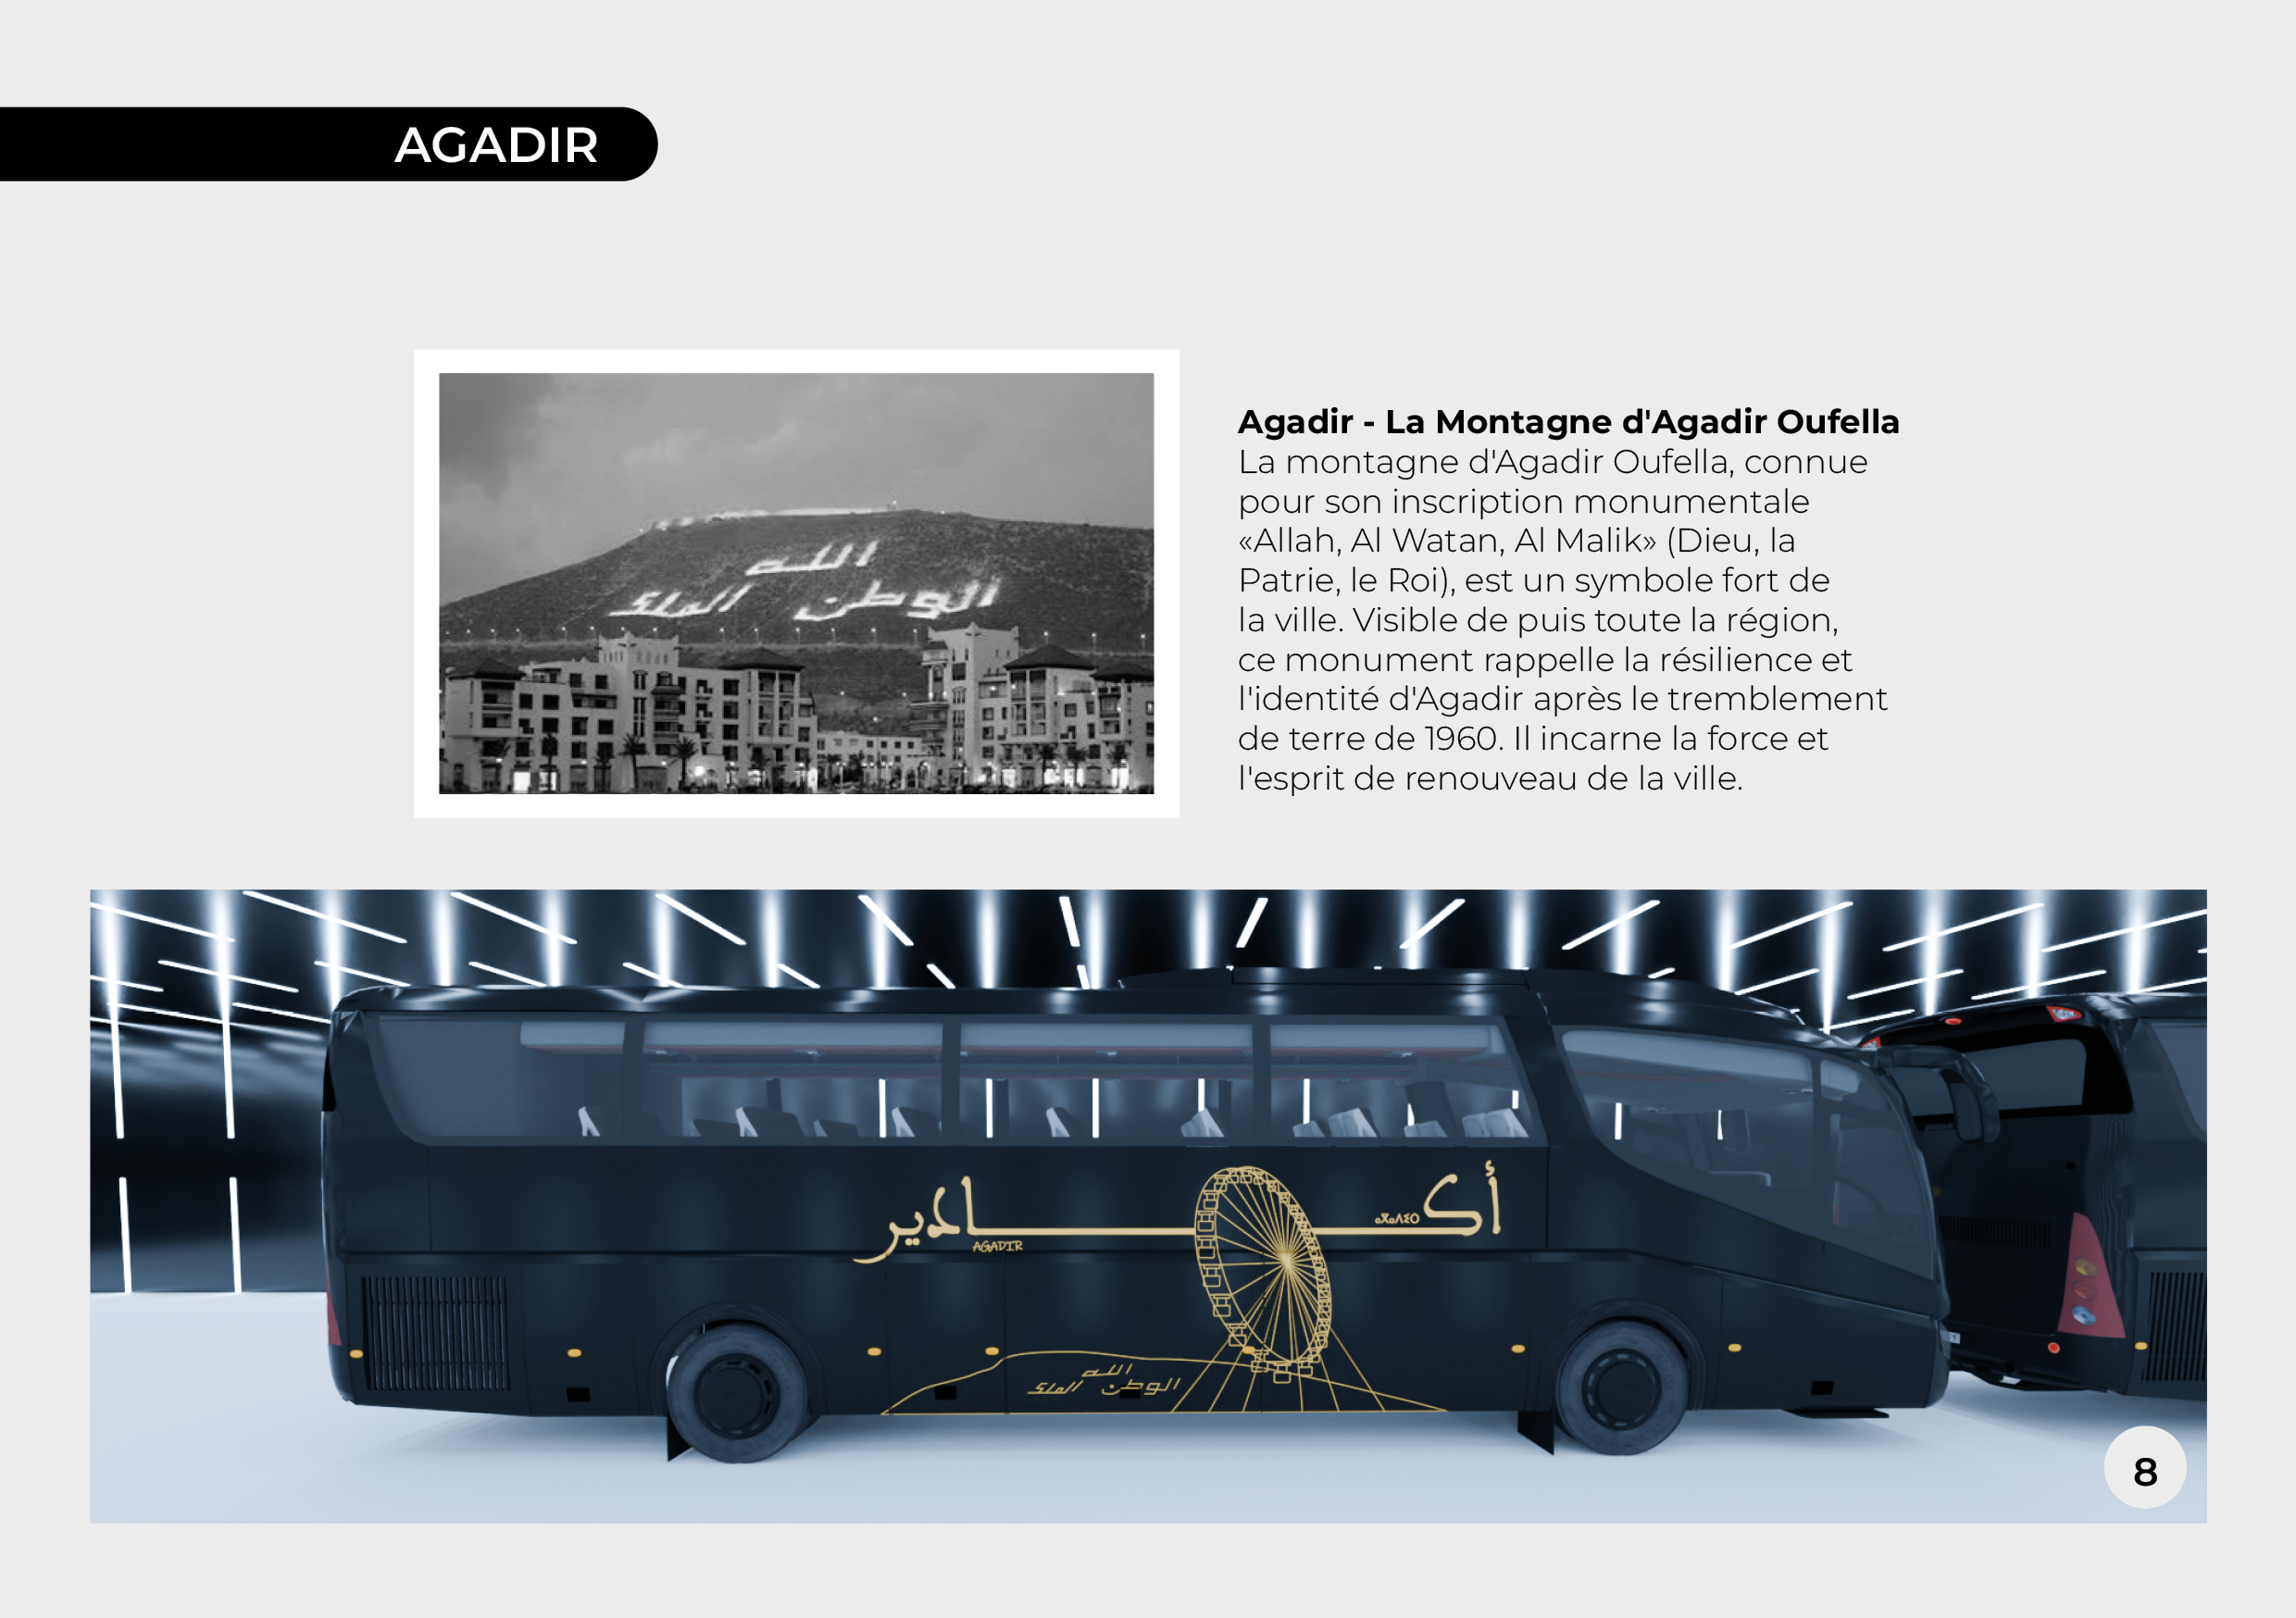 AGADIR
الله
الوطن الملك
Agadir - La Montagne d'Agadir Oufella
La montagne d'Agadir Oufella, connue
pour son inscription monumentale
«Allah, Al Watan, Al Malik» (Dieu, la
Patrie, le Roi), est un symbole fort de
la ville. Visible de puis toute la région,
ce monument rappelle la résilience et
l'identité d'Agadir après le tremblement
de terre de 1960. Il incarne la force et
l'esprit de renouveau de la ville.
أكادير
ⴰⴳⴰⴷⵉⵔ
AGADIR
الله
الوطن الملك
8